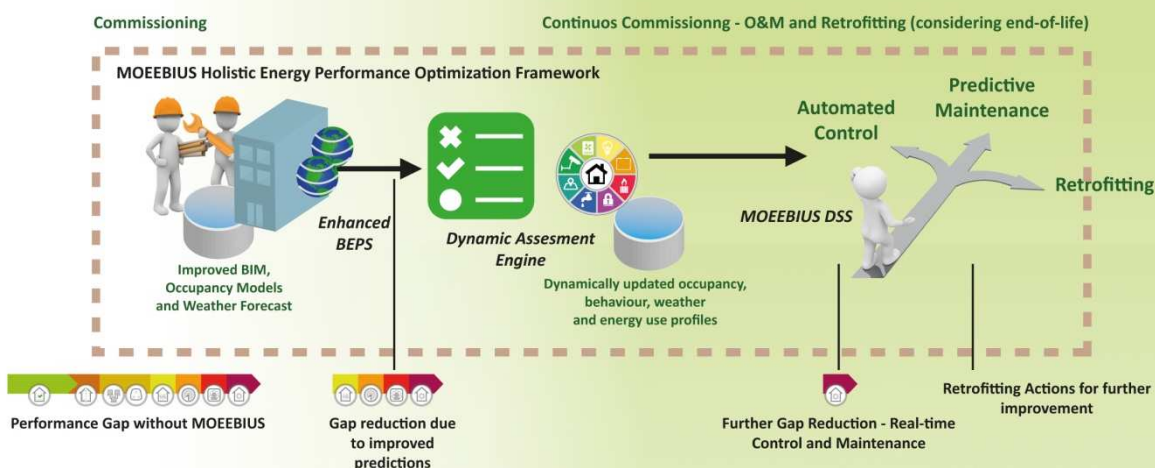 Commissioning
Continuos Commissionng - O&M and Retrofitting (considering end-of-life)
MOEEBIUS Holistic Energy Performance Optimization Framework
Improved BIM,
Occupancy Models
and Weather Forecast
Enhanced
BEPS
Dynamic Assesment
Engine
Dynamically updated occupancy,
behaviour, weather
and energy use profiles
MOEEBIUS DSS
Automated
Control
Predictive
Maintenance
Retrofitting
Performance Gap without MOEEBIUS
Gap reduction due
to improved
predictions
Further Gap Reduction - Real-time
Control and Maintenance
Retrofitting Actions for further
improvement